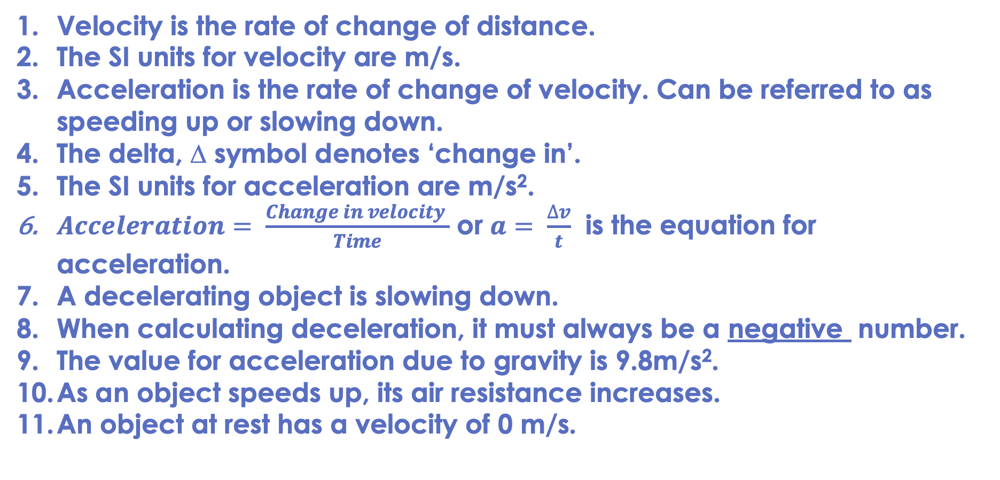 1. Velocity is the rate of change of distance.
2. The SI units for velocity are m/s.
3. Acceleration is the rate of change of velocity. Can be referred to as
speeding up or slowing down.
4. The delta, Δ symbol denotes ‘change in’.
5. The SI units for acceleration are m/s².
6. Acceleration = Change in velocity / Time or a = Δv / t is the equation for
acceleration.
7. A decelerating object is slowing down.
8. When calculating deceleration, it must always be a negative number.
9. The value for acceleration due to gravity is 9.8m/s².
10. As an object speeds up, its air resistance increases.
11. An object at rest has a velocity of 0 m/s.